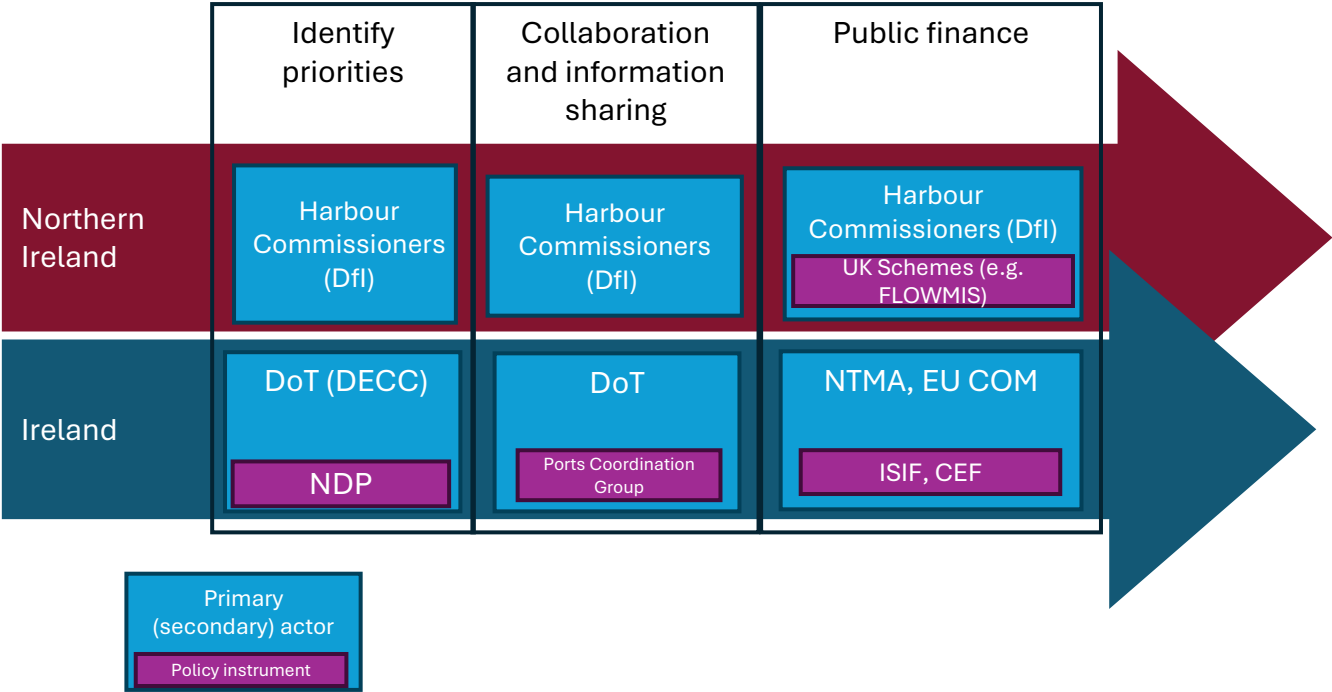 Identify
priorities
Collaboration
and information
sharing
Public finance
Northern
Ireland
Harbour
Commissioners
(DfI)
Harbour
Commissioners
(DfI)
Harbour
Commissioners (DfI)
UK Schemes (e.g.
FLOWMIS)
Ireland
DoT (DECC)
NDP
DoT
Ports Coordination
Group
NTMA, EU COM
ISIF, CEF
Primary
(secondary) actor
Policy instrument